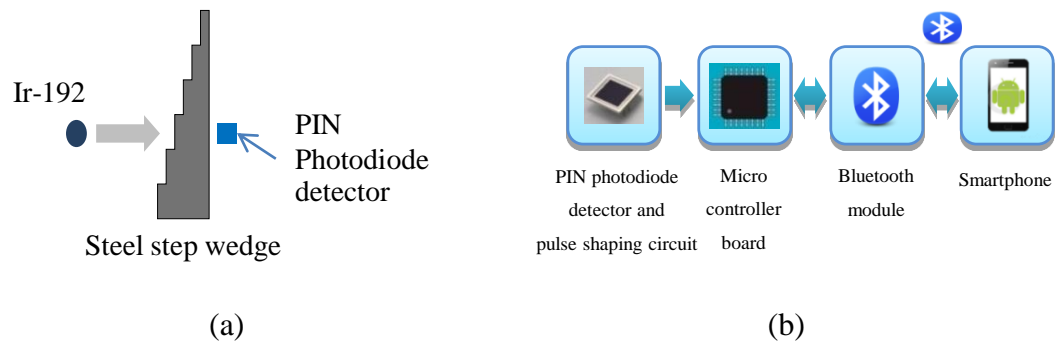 Ir-192
PIN
Photodiode
detector
Steel step wedge
(a)
PIN photodiode
detector and
pulse shaping circuit
Micro
controller
board
Bluetooth
module
Smartphone
(b)